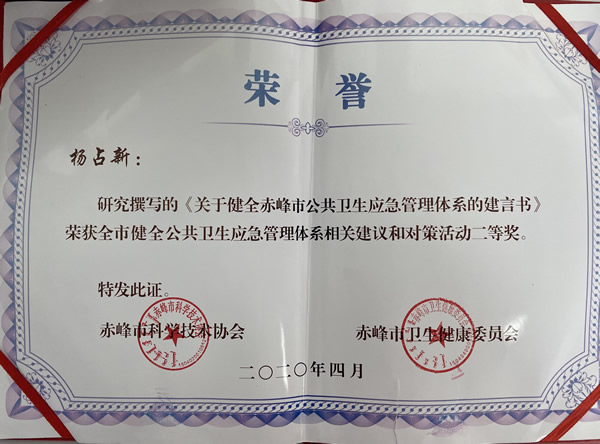 荣誉
杨占新：
研究撰写的《关于健全赤峰市公共卫生应急管理体系的建言书》
荣获全市健全公共卫生应急管理体系相关建议和对策活动二等奖。
特发此证。
赤峰市科学技术协会
赤峰市卫生健康委员会
二〇二〇年四月